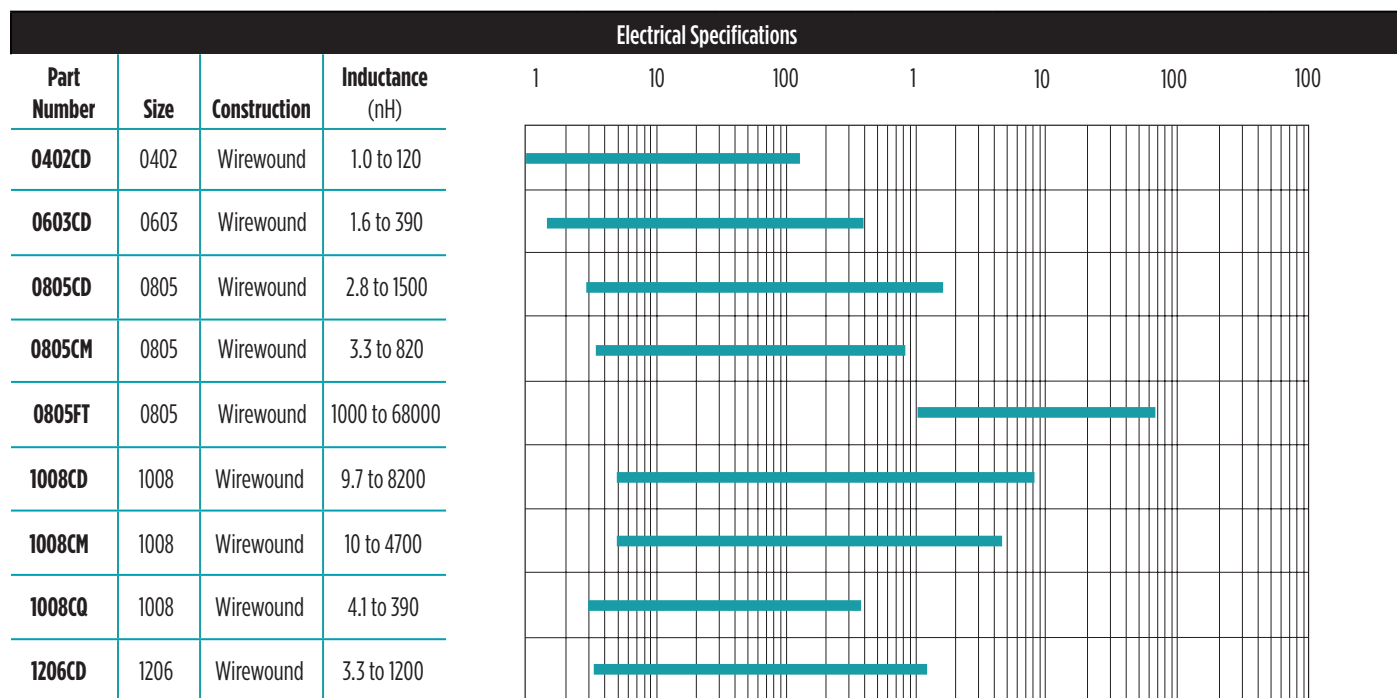 Electrical Specifications
Part Number Size Construction Inductance (nH) 1 10 100 1 10 100 100
0402CD 0402 Wirewound 1.0 to 120
0603CD 0603 Wirewound 1.6 to 390
0805CD 0805 Wirewound 2.8 to 1500
0805CM 0805 Wirewound 3.3 to 820
0805FT 0805 Wirewound 1000 to 68000
1008CD 1008 Wirewound 9.7 to 8200
1008CM 1008 Wirewound 10 to 4700
1008CQ 1008 Wirewound 4.1 to 390
1206CD 1206 Wirewound 3.3 to 1200